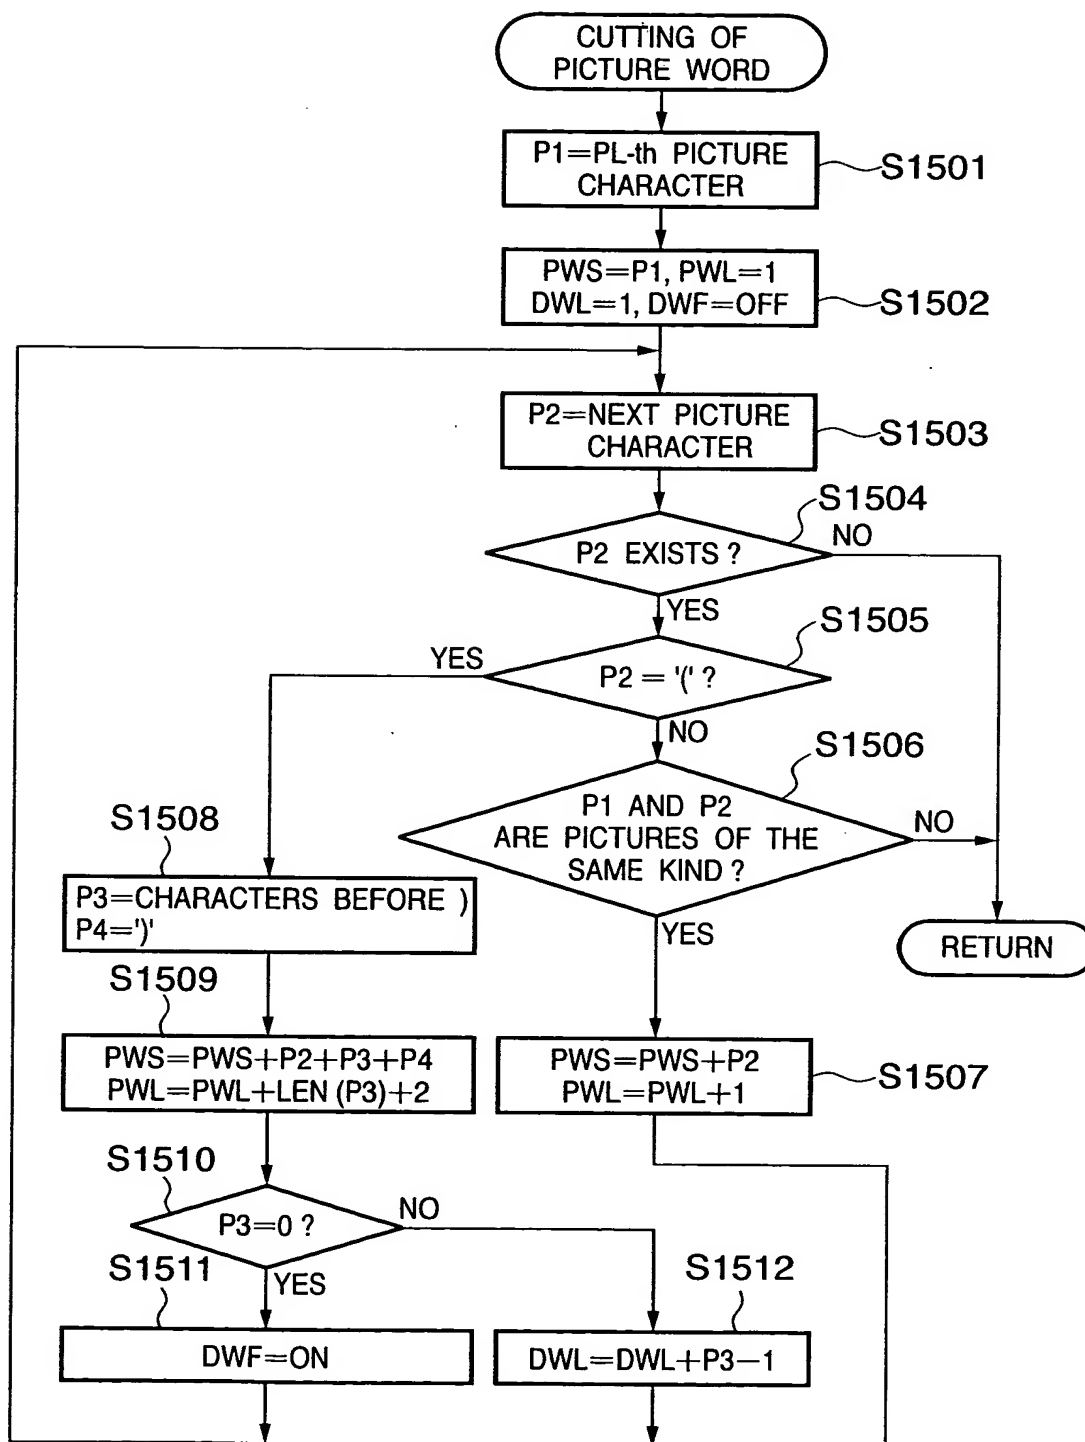 CUTTING OF
PICTURE WORD
P1=PL-th PICTURE
CHARACTER
S1501
PWS=P1, PWL=1
DWL=1, DWF=OFF
S1502
P2=NEXT PICTURE
CHARACTER
S1503
S1504
P2 EXISTS ?
NO
YES
S1505
YES
P2 = '(' ?
NO
S1506
P1 AND P2
ARE PICTURES OF THE
SAME KIND ?
NO
YES
RETURN
S1508
P3=CHARACTERS BEFORE )
P4=')'
S1509
PWS=PWS+P2+P3+P4
PWL=PWL+LEN (P3)+2
PWS=PWS+P2
PWL=PWL+1
S1507
S1510
P3=0 ?
NO
YES
S1511
DWF=ON
S1512
DWL=DWL+P3−1